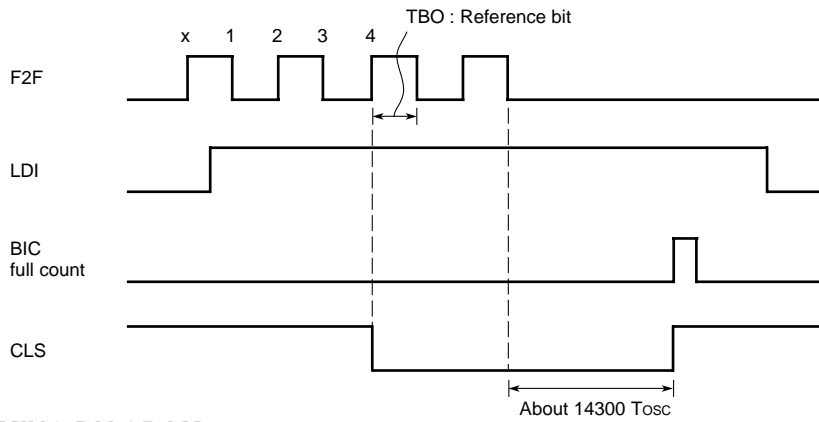 TBO : Reference bit
x 1 2 3 4
F2F
LDI
BIC
full count
CLS
About 14300 Tosc